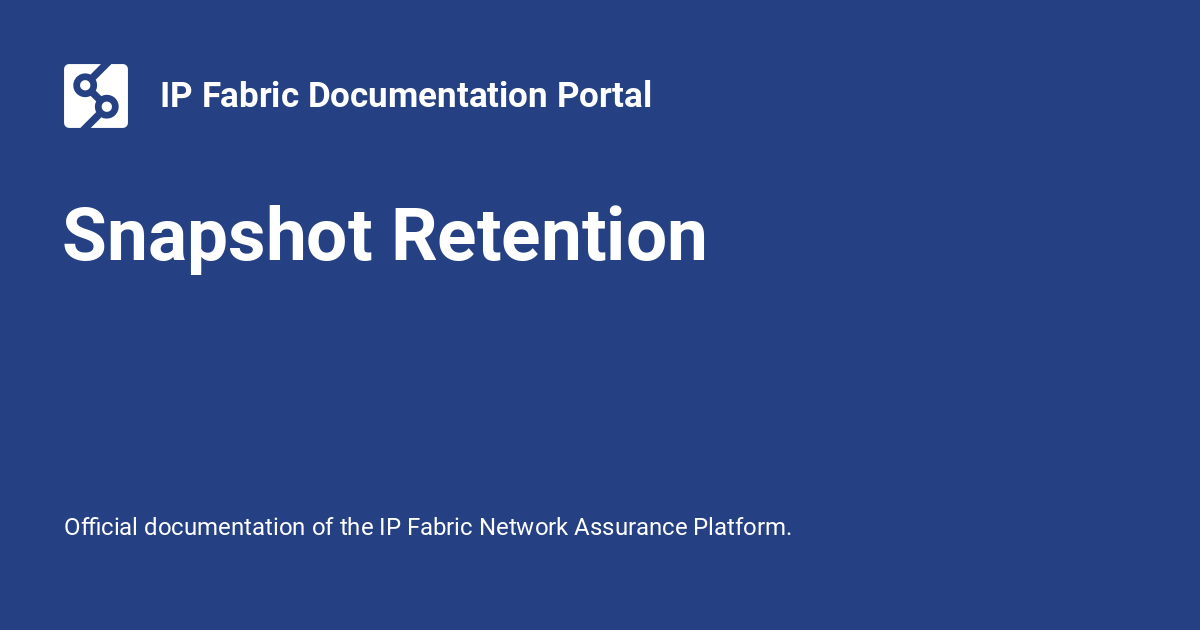 IP Fabric Documentation Portal
Snapshot Retention
Official documentation of the IP Fabric Network Assurance Platform.